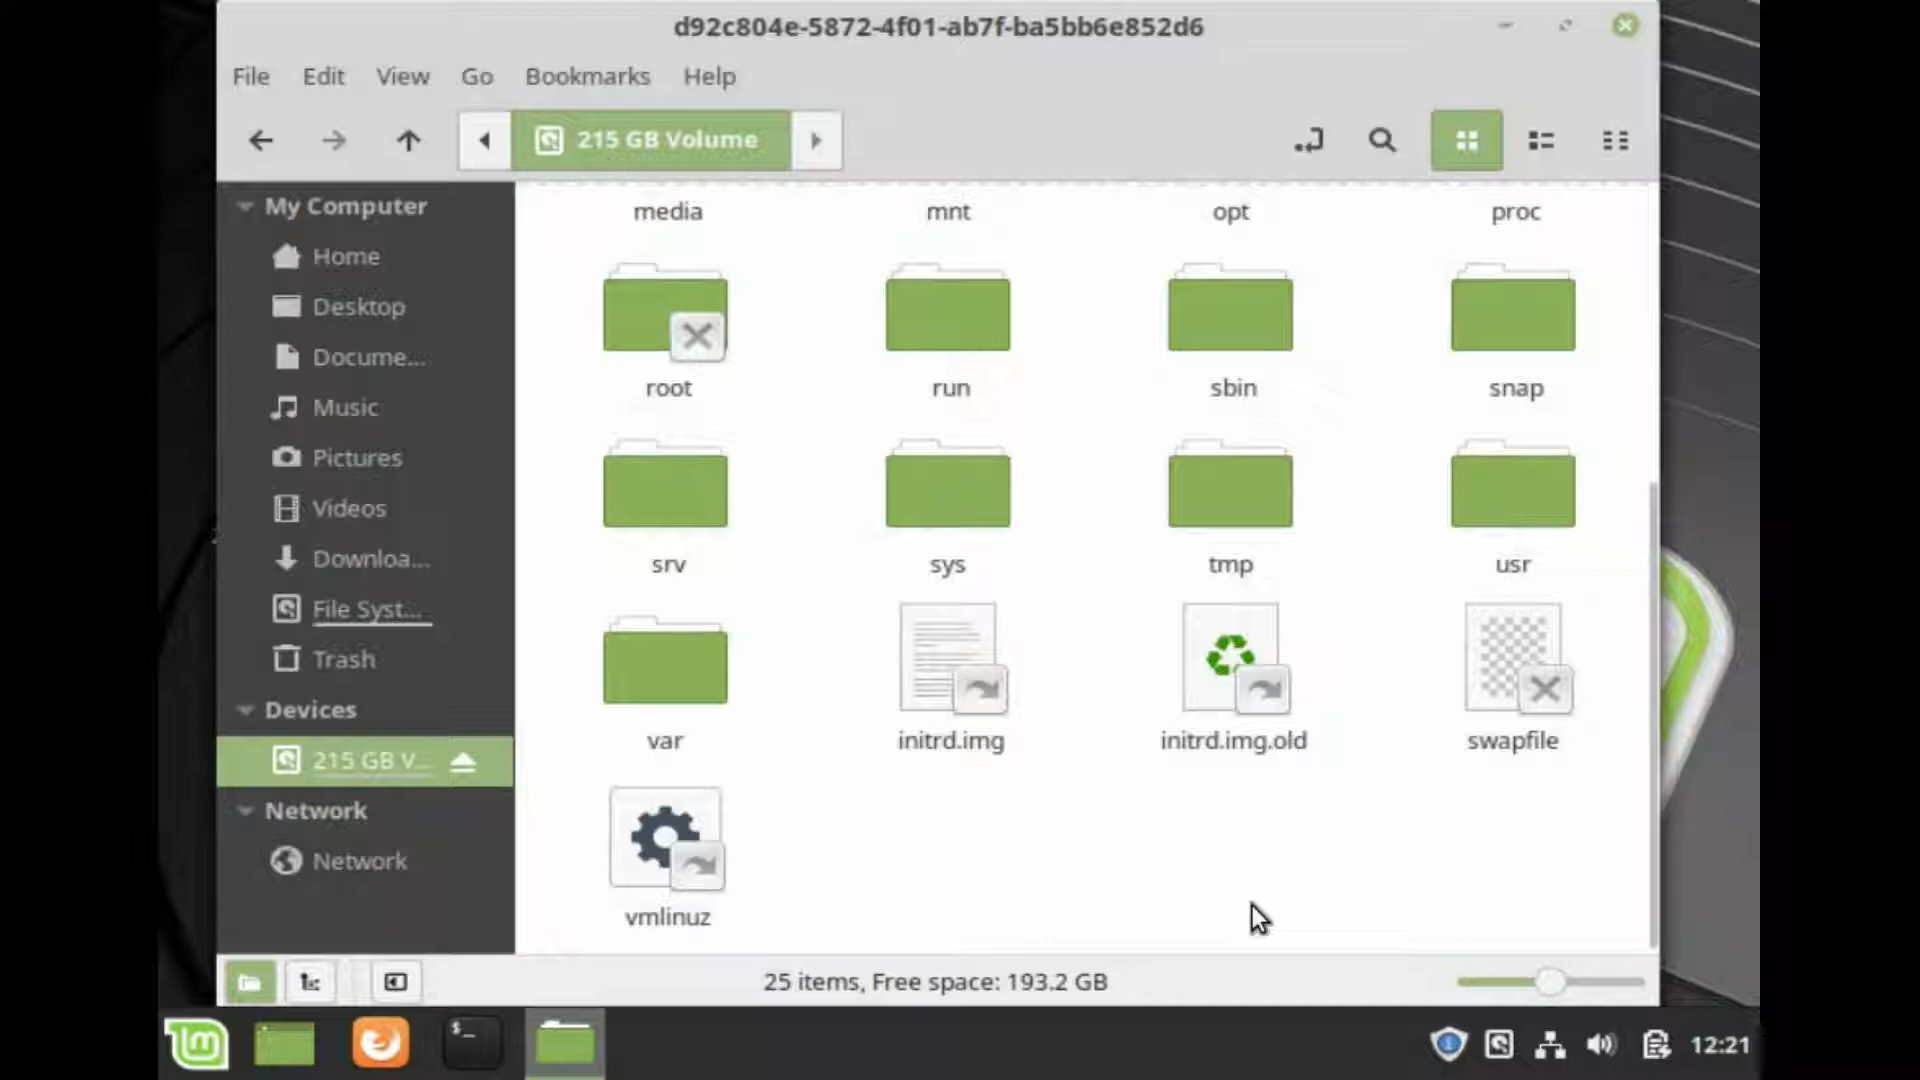 d92c804e-5872-4f01-ab7f-ba5bb6e852d6
File Edit View Go Bookmarks Help
215 GB Volume
My Computer
Home
Desktop
Docume...
Music
Pictures
Videos
Downloa...
File Syst...
Trash
Devices
215 GB V...
Network
Network
media mnt opt proc
root run sbin snap
srv sys tmp usr
var initrd.img initrd.img.old swapfile
vmlinuz
25 items, Free space: 193.2 GB
lm $_ 12:21